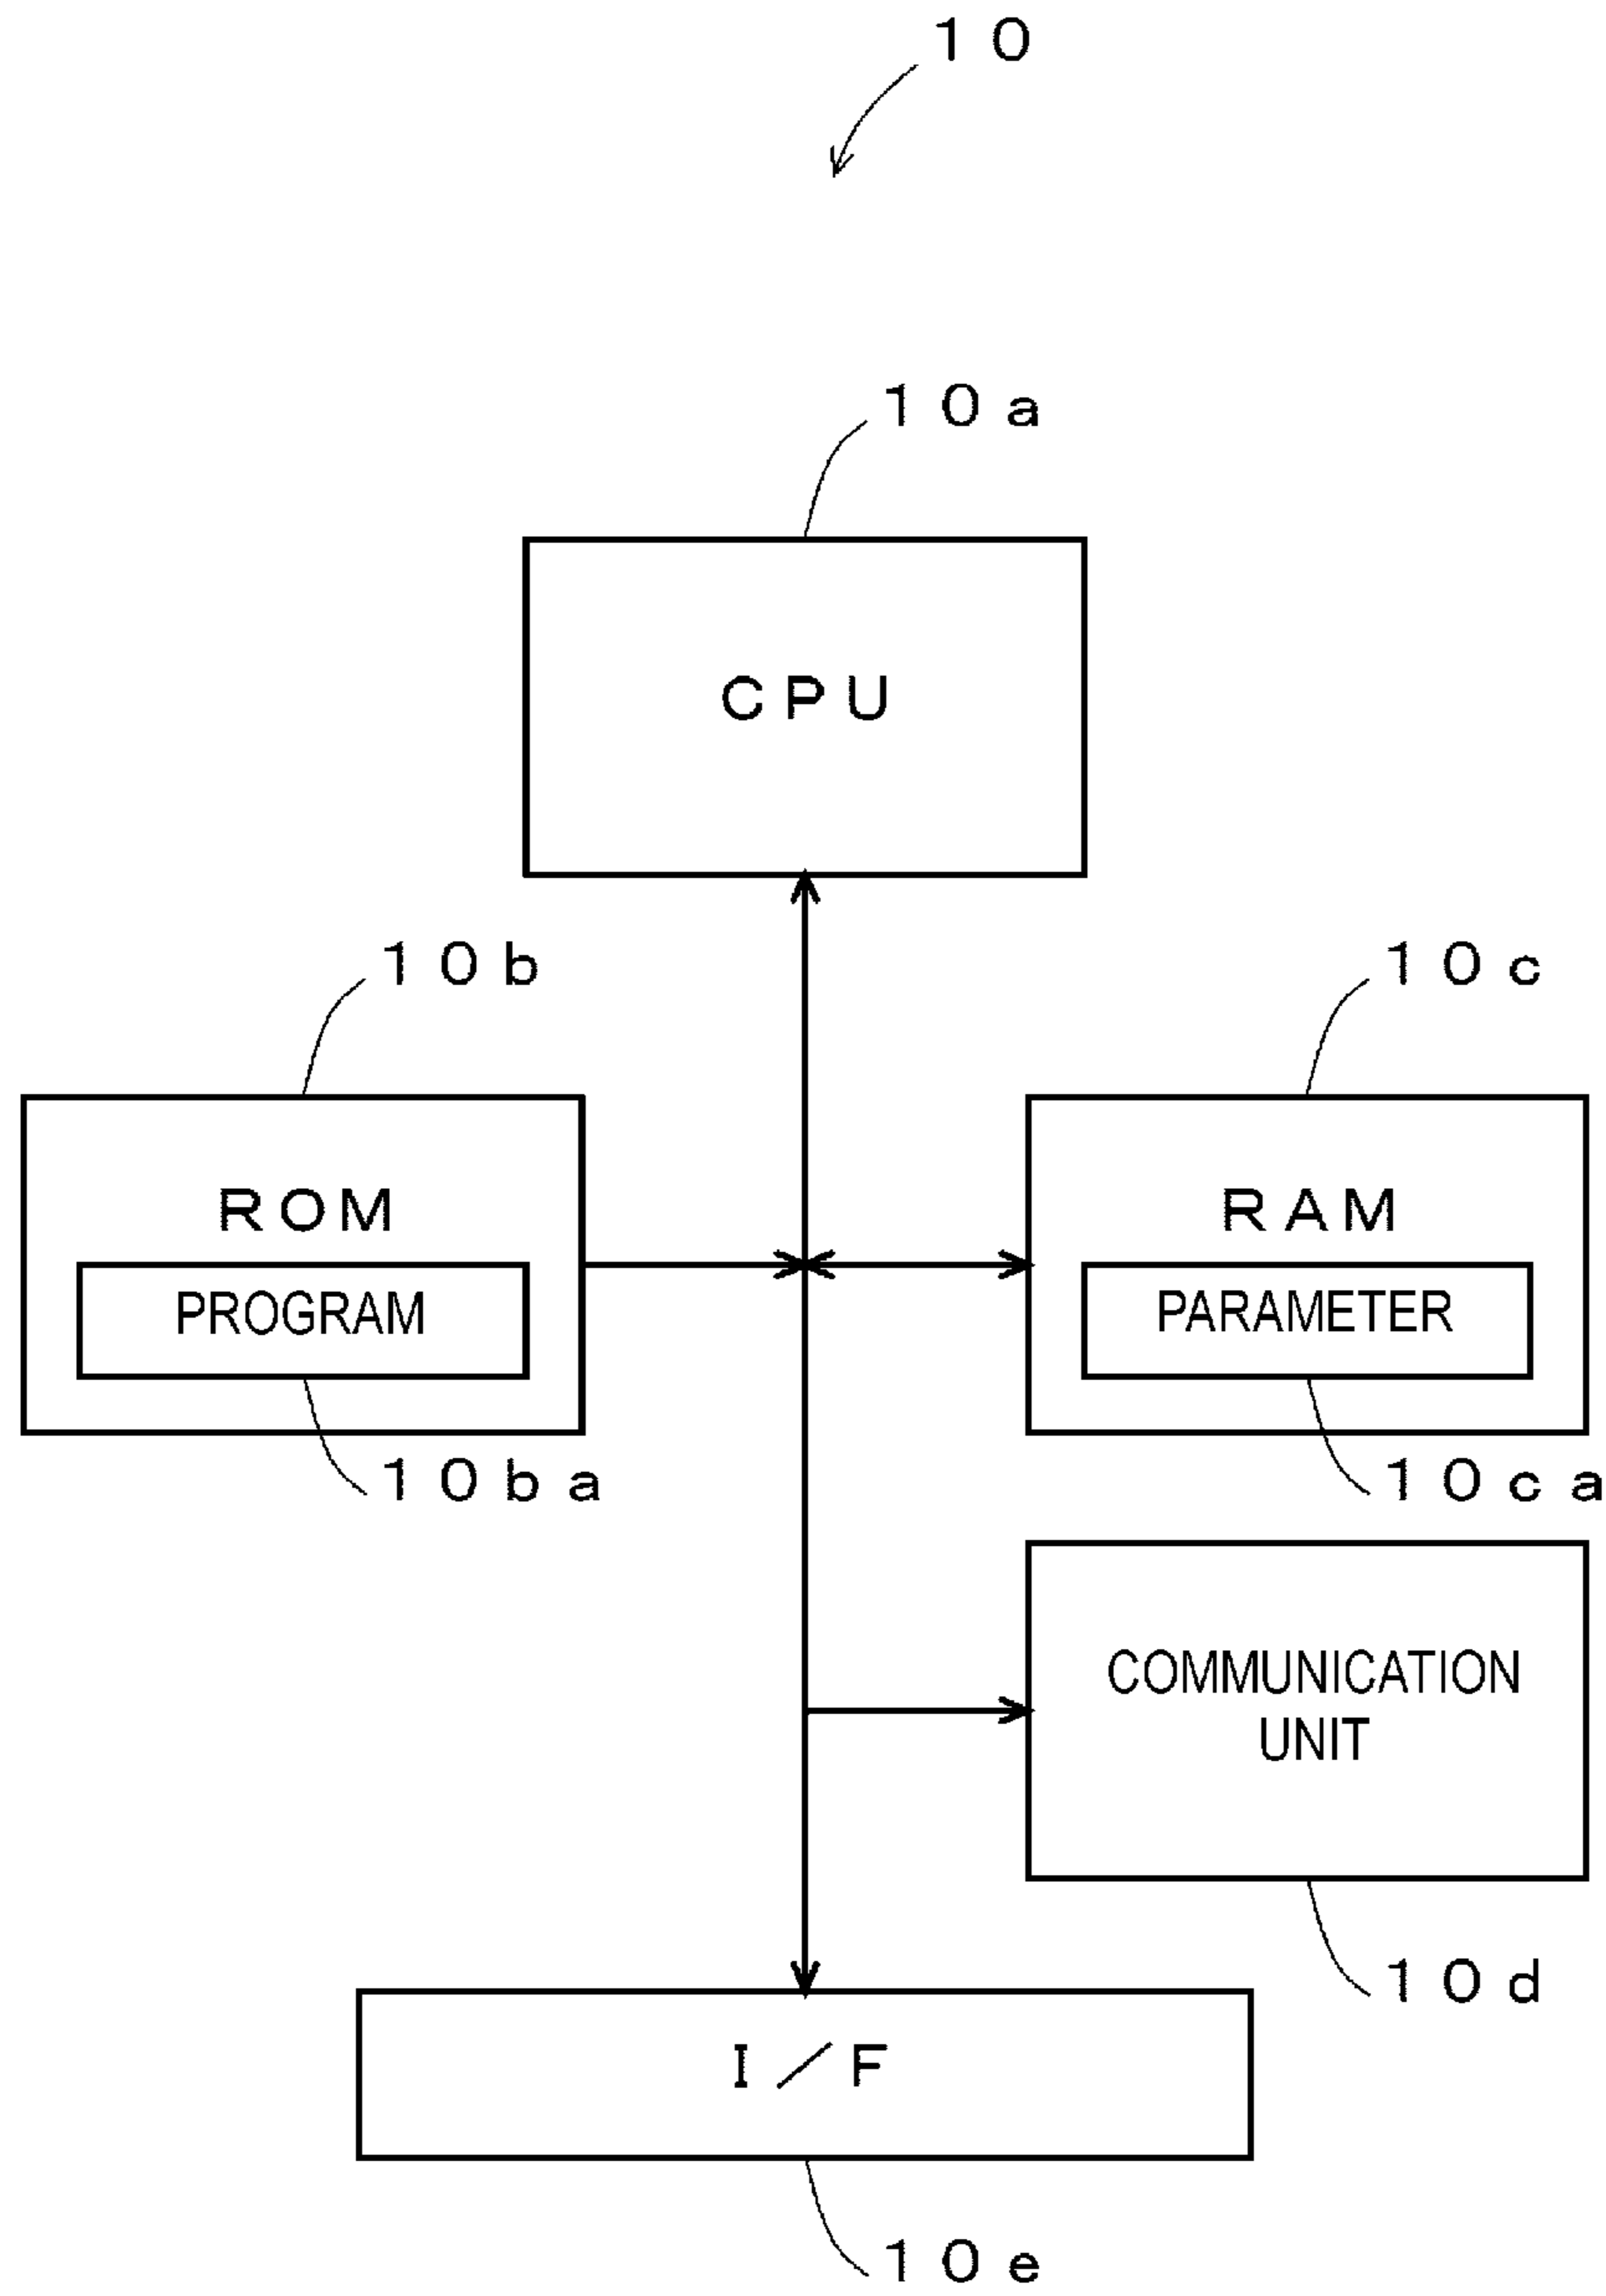 10
10a
CPU
10b
10c
ROM
RAM
PROGRAM
PARAMETER
10ba
10ca
COMMUNICATION
UNIT
10d
I/F
10e